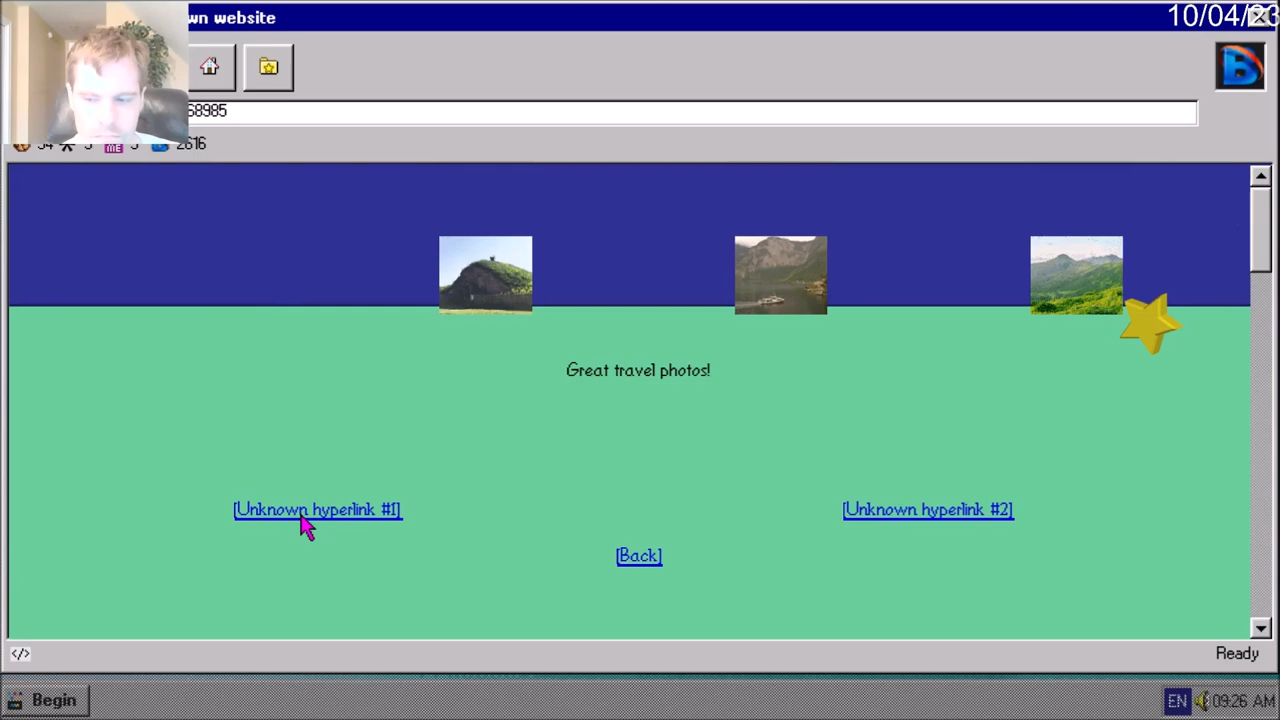 wn website
10/04/23
68985
2616
Great travel photos!
[Unknown hyperlink #1]
[Unknown hyperlink #2]
[Back]
</>
Ready
Begin
EN
09:26 AM